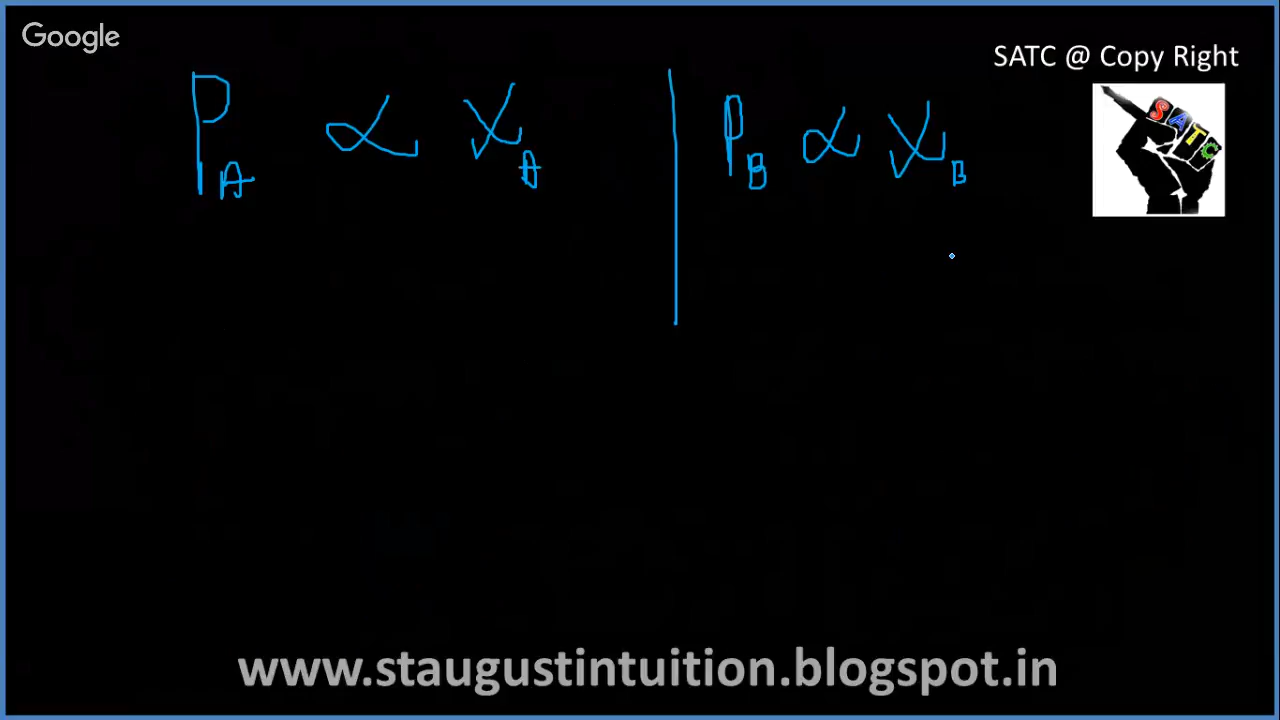 Google
SATC @ Copy Right
SATC
P_A ∝ X_A | P_B ∝ X_B
www.staugustintuition.blogspot.in